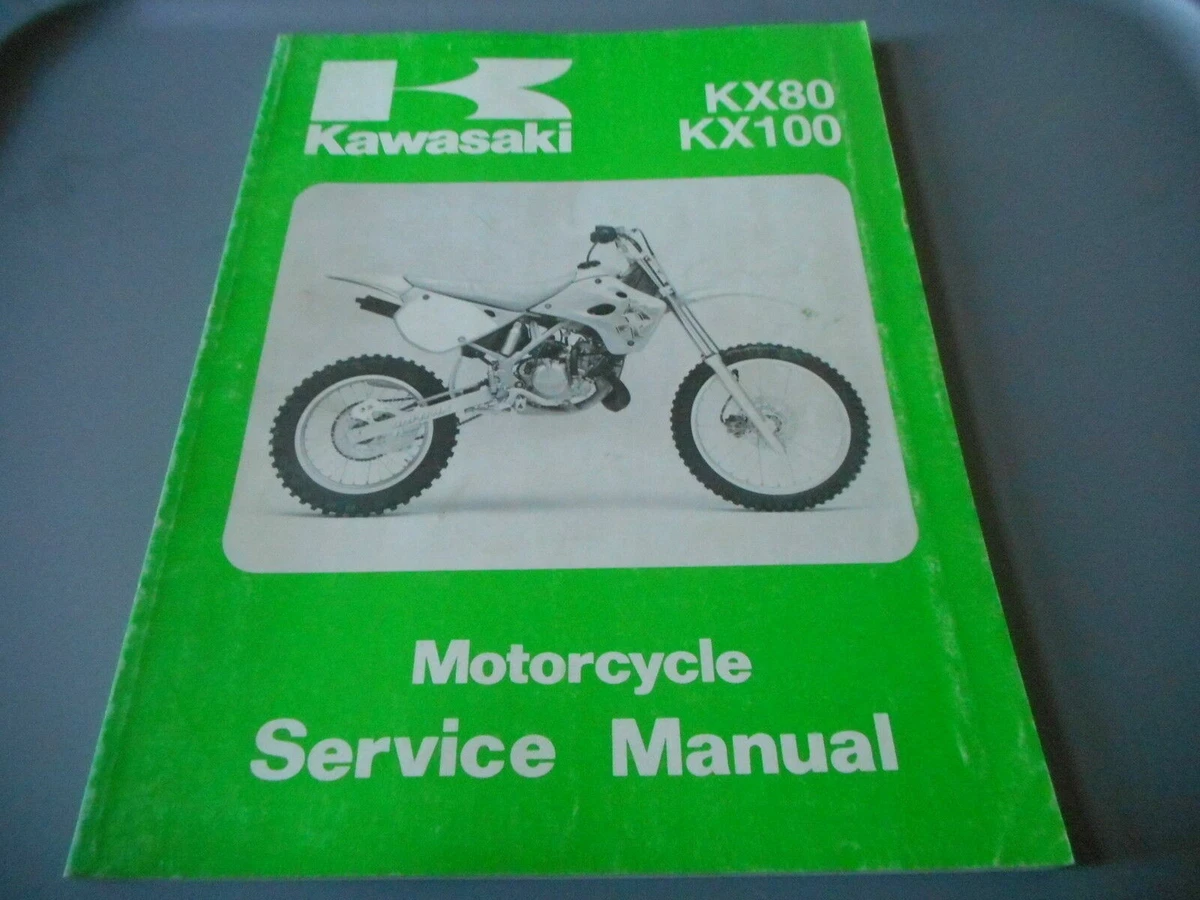 Kawasaki
KX80
KX100
Motorcycle
Service Manual